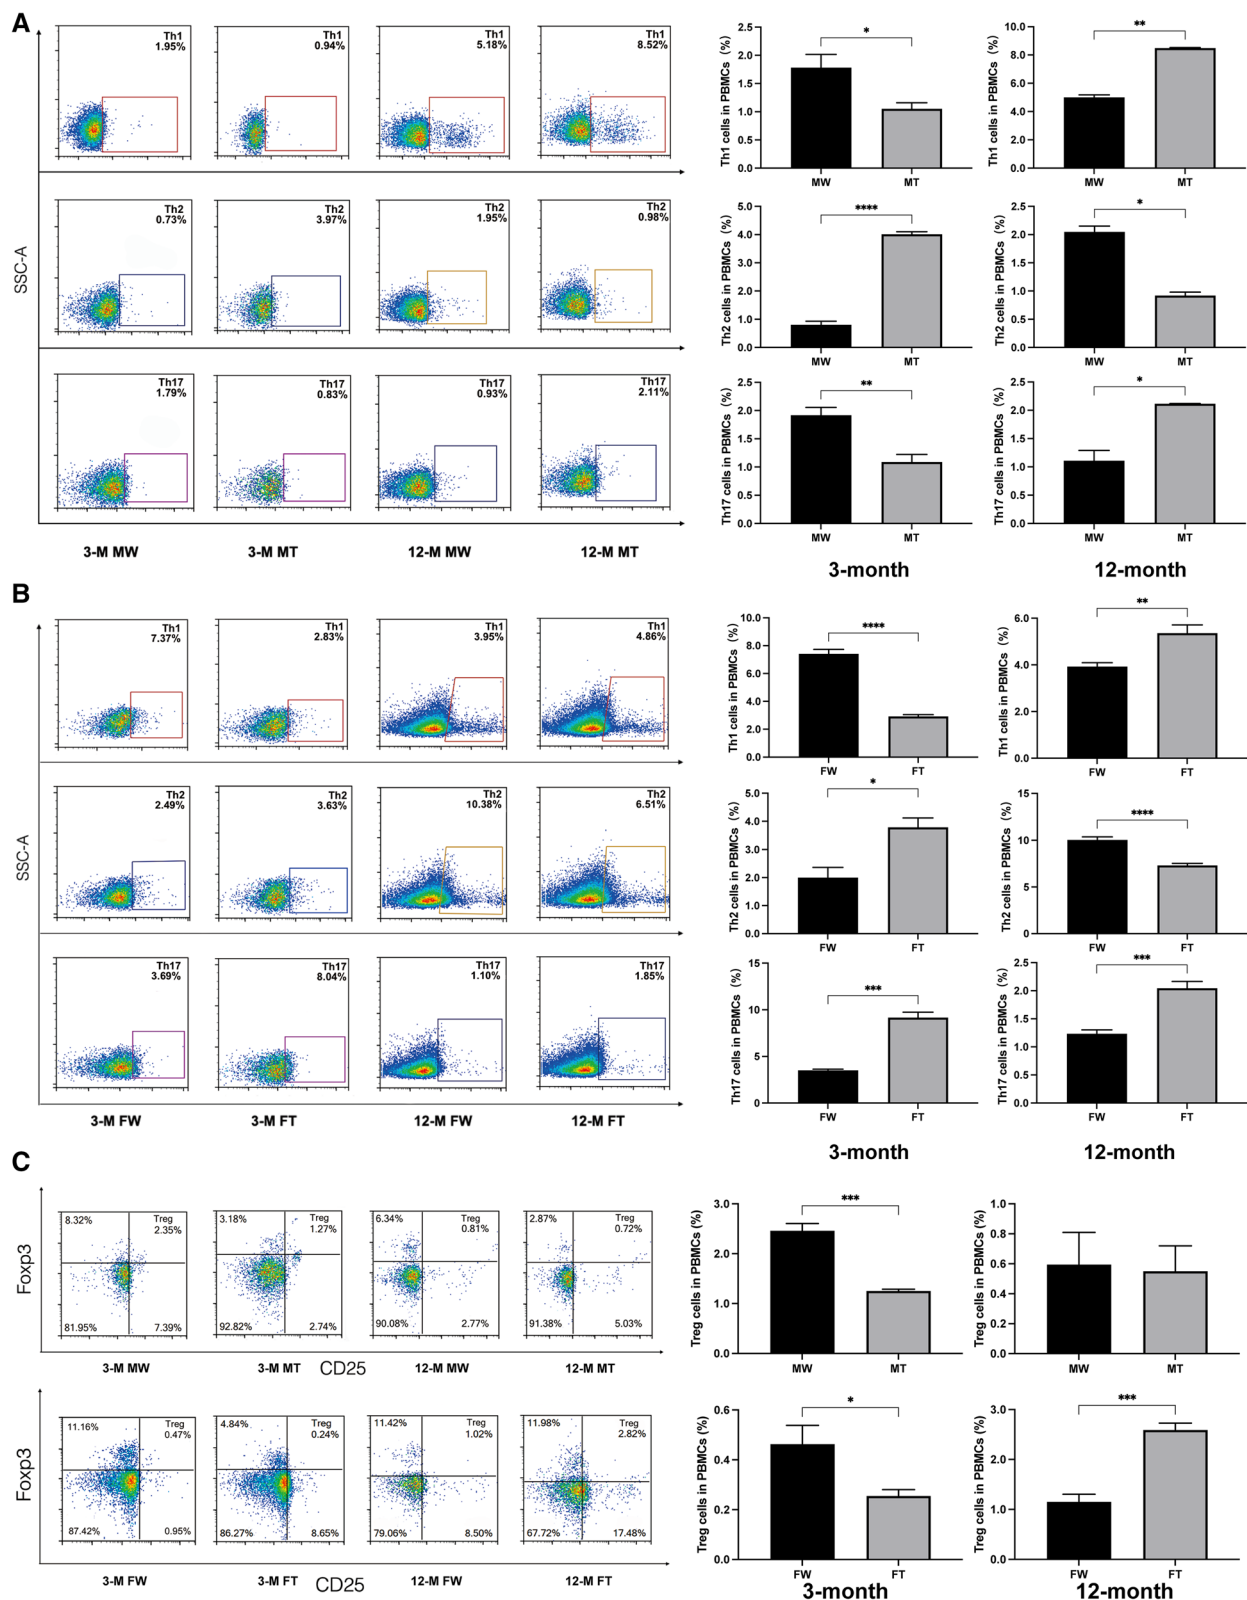 A
Th1
1.95%
Th1
0.94%
Th1
5.18%
Th1
8.52%
Th2
0.73%
Th2
3.97%
Th2
1.95%
Th2
0.98%
Th17
1.79%
Th17
0.83%
Th17
0.93%
Th17
2.11%
SSC-A
3-M MW
3-M MT
12-M MW
12-M MT
Th1 cells in PBMCs (%)
2.5
2.0
1.5
1.0
0.5
0.0
*
MW
MT
Th1 cells in PBMCs (%)
10.0
8.0
6.0
4.0
2.0
0.0
**
MW
MT
Th2 cells in PBMCs (%)
4.0
3.0
2.0
1.0
0.0
****
MW
MT
Th2 cells in PBMCs (%)
2.5
2.0
1.5
1.0
0.5
0.0
*
MW
MT
Th17 cells in PBMCs (%)
2.5
2.0
1.5
1.0
0.5
0.0
**
MW
MT
Th17 cells in PBMCs (%)
2.5
2.0
1.5
1.0
0.5
0.0
*
MW
MT
3-month
12-month
B
Th1
7.37%
Th1
2.83%
Th1
3.95%
Th1
4.86%
Th2
2.49%
Th2
3.63%
Th2
10.38%
Th2
6.51%
Th17
3.69%
Th17
8.04%
Th17
1.10%
Th17
1.85%
SSC-A
3-M FW
3-M FT
12-M FW
12-M FT
Th1 cells in PBMCs (%)
10.0
8.0
6.0
4.0
2.0
0.0
****
FW
FT
Th1 cells in PBMCs (%)
6.0
4.0
2.0
0.0
**
FW
FT
Th2 cells in PBMCs (%)
5.0
4.0
3.0
2.0
1.0
0.0
*
FW
FT
Th2 cells in PBMCs (%)
15
10
5
0
****
FW
FT
Th17 cells in PBMCs (%)
15
10
5
0
***
FW
FT
Th17 cells in PBMCs (%)
2.5
2.0
1.5
1.0
0.5
0.0
***
FW
FT
3-month
12-month
C
Foxp3
8.32%
Treg
2.35%
81.95%
7.39%
3.18%
Treg
1.27%
92.82%
2.74%
6.34%
Treg
0.81%
90.08%
2.77%
2.87%
Treg
0.72%
91.38%
5.03%
3-M MW
3-M MT
CD25
12-M MW
12-M MT
Treg cells in PBMCs (%)
3.0
2.0
1.0
0.0
***
MW
MT
Treg cells in PBMCs (%)
1.0
0.8
0.6
0.4
0.2
0.0
MW
MT
Foxp3
11.16%
Treg
0.47%
87.42%
0.95%
4.84%
Treg
0.24%
86.27%
8.65%
11.42%
Treg
1.02%
79.06%
8.50%
11.98%
Treg
2.82%
67.72%
17.48%
3-M FW
3-M FT
CD25
12-M FW
12-M FT
Treg cells in PBMCs (%)
0.6
0.4
0.2
0.0
*
FW
FT
Treg cells in PBMCs (%)
3.0
2.0
1.0
0.0
***
FW
FT
3-month
12-month